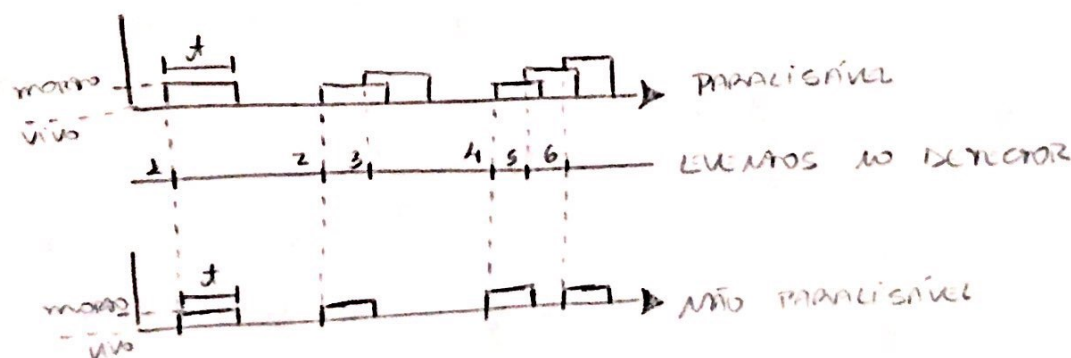 t
morto
PARALISÁVEL
vivo
1 2 3 4 5 6
EVENTOS NO DETECTOR
t
morto
NÃO PARALISÁVEL
vivo